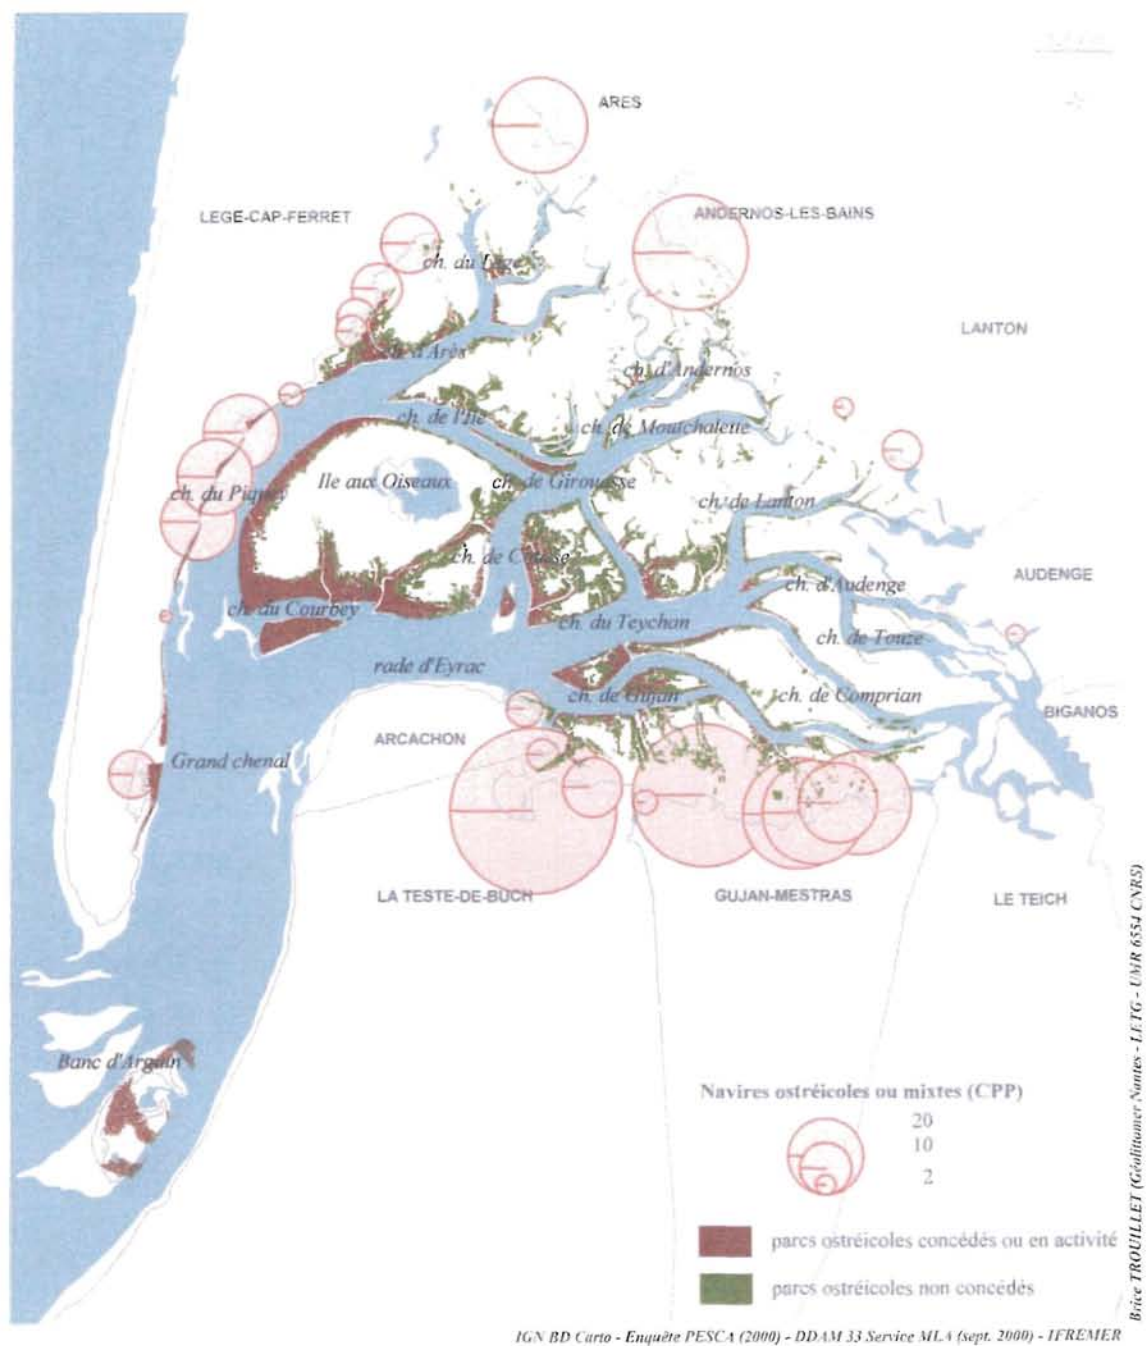 ARES
LEGE-CAP-FERRET
ANDERNOS-LES-BAINS
ch. du Lège
LANTON
ch. d'Arès
ch. d'Andernos
ch. de l'Ile
ch. de Moutchalette
Ile aux Oiseaux
ch. de Girouasse
ch. du Piquey
ch. de Lanton
ch. de Cousse
AUDENGE
ch. d'Audenge
ch. du Courbey
ch. du Teychan
ch. de Touze
rade d'Eyrac
ch. de Gujan
ch. de Comprian
BIGANOS
ARCACHON
Grand chenal
LA TESTE-DE-BUCH
GUJAN-MESTRAS
LE TEICH
Banc d'Arguin
Navires ostréicoles ou mixtes (CPP)
20
10
2
parcs ostréicoles concédés ou en activité
parcs ostréicoles non concédés
Brice TROUILLET (Géolittomer Nantes - LETG - UMR 6554 CNRS)
IGN BD Carto - Enquête PESCA (2000) - DDAM 33 Service MLA (sept. 2000) - IFREMER